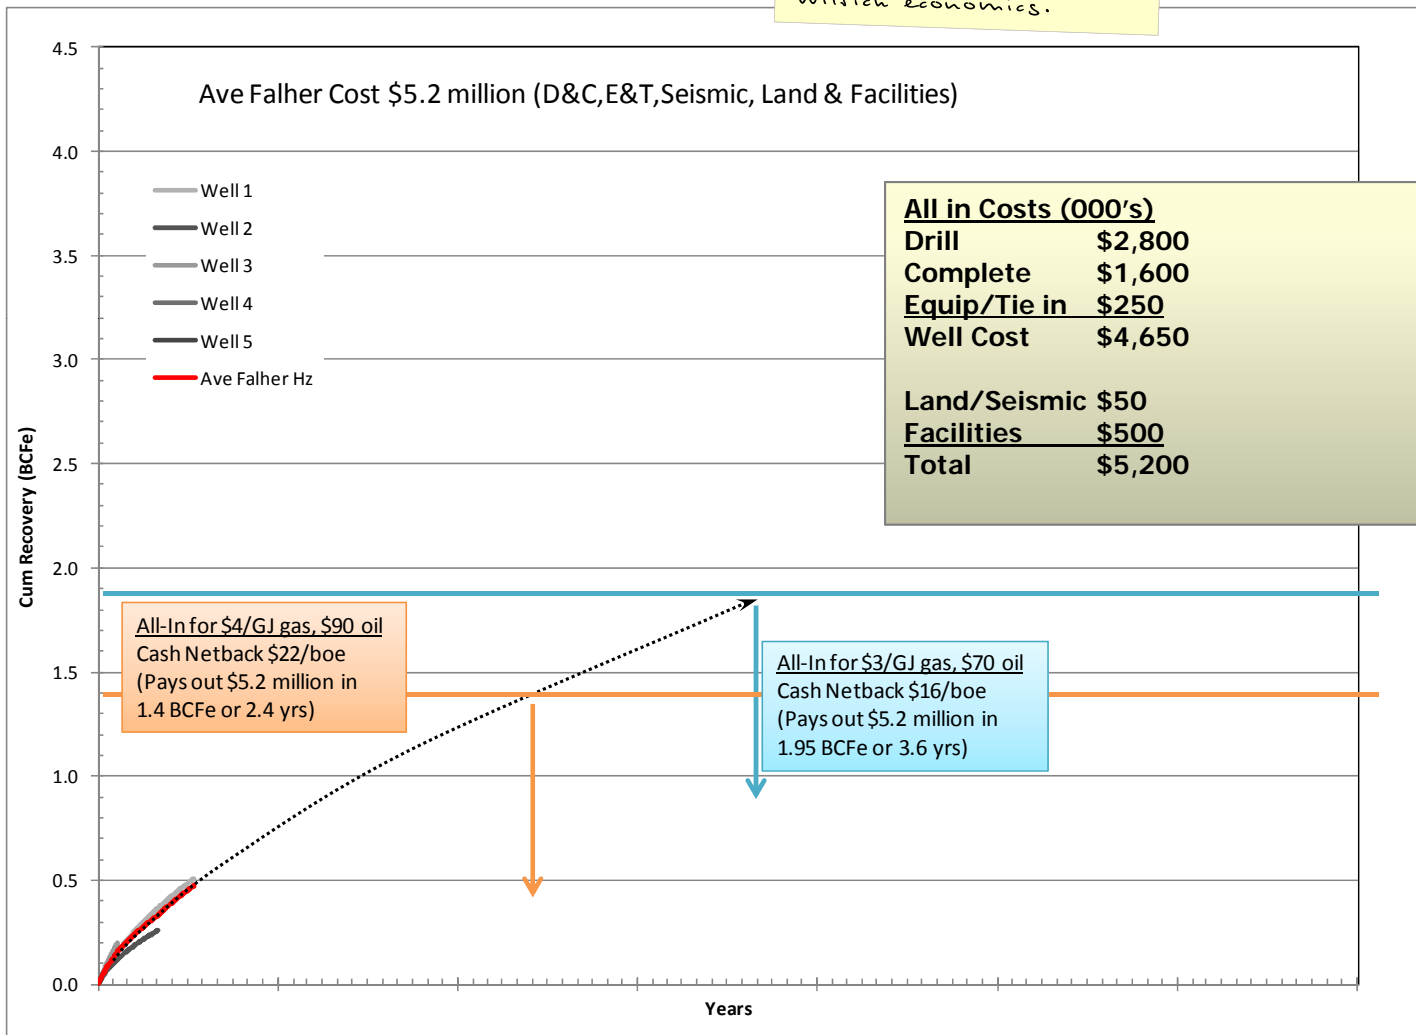 economics.
Ave Falher Cost $5.2 million (D&C,E&T,Seismic, Land & Facilities)
4.5
4.0
3.5
3.0
2.5
2.0
1.5
1.0
0.5
0.0
Cum Recovery (BCFe)
Years
Well 1
Well 2
Well 3
Well 4
Well 5
Ave Falher Hz
All in Costs (000's)
Drill $2,800
Complete $1,600
Equip/Tie in $250
Well Cost $4,650
Land/Seismic $50
Facilities $500
Total $5,200
All-In for $4/GJ gas, $90 oil
Cash Netback $22/boe
(Pays out $5.2 million in
1.4 BCFe or 2.4 yrs)
All-In for $3/GJ gas, $70 oil
Cash Netback $16/boe
(Pays out $5.2 million in
1.95 BCFe or 3.6 yrs)